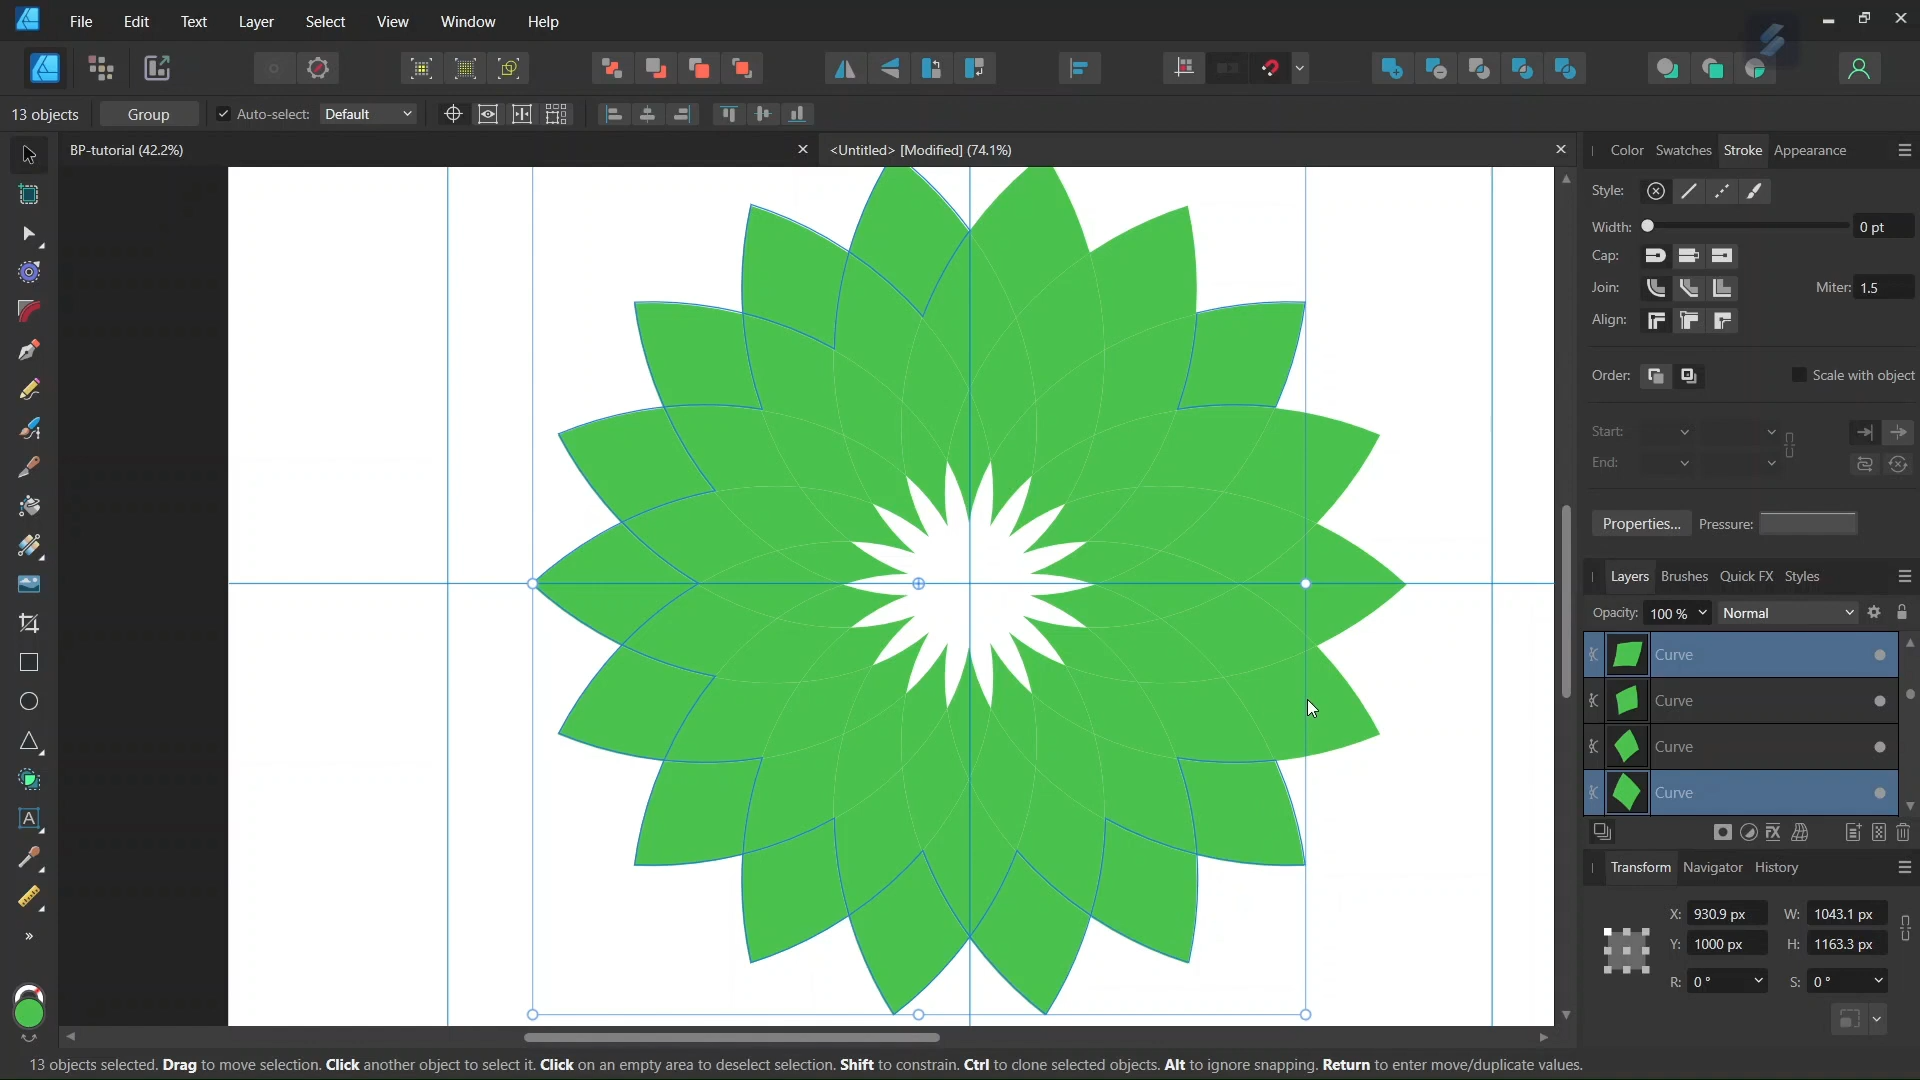 File Edit Text Layer Select View Window Help
13 objects Group Auto-select: Default
BP-tutorial (42.2%) <Untitled> [Modified] (74.1%)
Color Swatches Stroke Appearance
Style:
Width: 0 pt
Cap:
Join: Miter: 1.5
Align:
Order: Scale with object
Start:
End:
Properties... Pressure:
Layers Brushes Quick FX Styles
Opacity: 100 % Normal
Curve
Curve
Curve
Curve
Transform Navigator History
X: 930.9 px W: 1043.1 px
Y: 1000 px H: 1163.3 px
R: 0 ° S: 0 °
13 objects selected. Drag to move selection. Click another object to select it. Click on an empty area to deselect selection. Shift to constrain. Ctrl to clone selected objects. Alt to ignore snapping. Return to enter move/duplicate values.